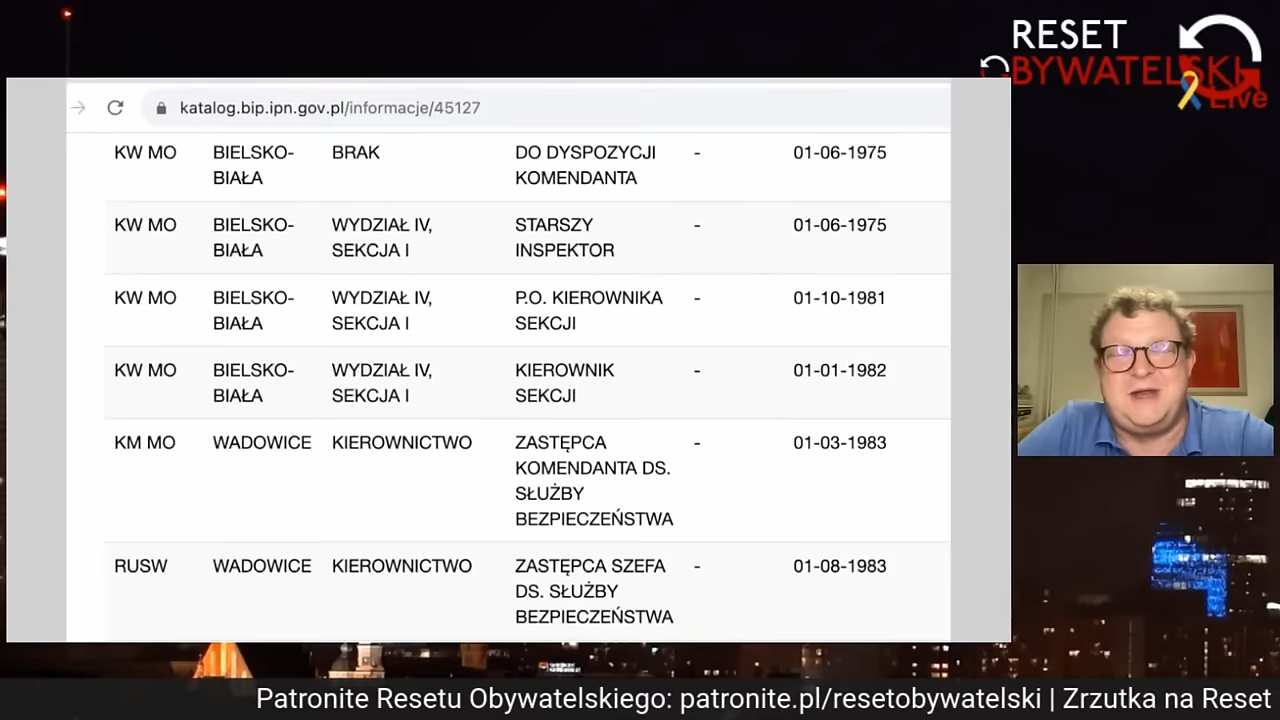 RESET
OBYWATELSKI
Live
katalog.bip.ipn.gov.pl/informacje/45127
KW MO BIELSKO- BRAK DO DYSPOZYCJI - 01-06-1975
BIAŁA KOMENDANTA
KW MO BIELSKO- WYDZIAŁ IV, STARSZY - 01-06-1975
BIAŁA SEKCJA I INSPEKTOR
KW MO BIELSKO- WYDZIAŁ IV, P.O. KIEROWNIKA - 01-10-1981
BIAŁA SEKCJA I SEKCJI
KW MO BIELSKO- WYDZIAŁ IV, KIEROWNIK - 01-01-1982
BIAŁA SEKCJA I SEKCJI
KM MO WADOWICE KIEROWNICTWO ZASTĘPCA - 01-03-1983
KOMENDANTA DS.
SŁUŻBY
BEZPIECZEŃSTWA
RUSW WADOWICE KIEROWNICTWO ZASTĘPCA SZEFA - 01-08-1983
DS. SŁUŻBY
BEZPIECZEŃSTWA
Patronite Resetu Obywatelskiego: patronite.pl/resetobywatelski | Zrzutka na Reset